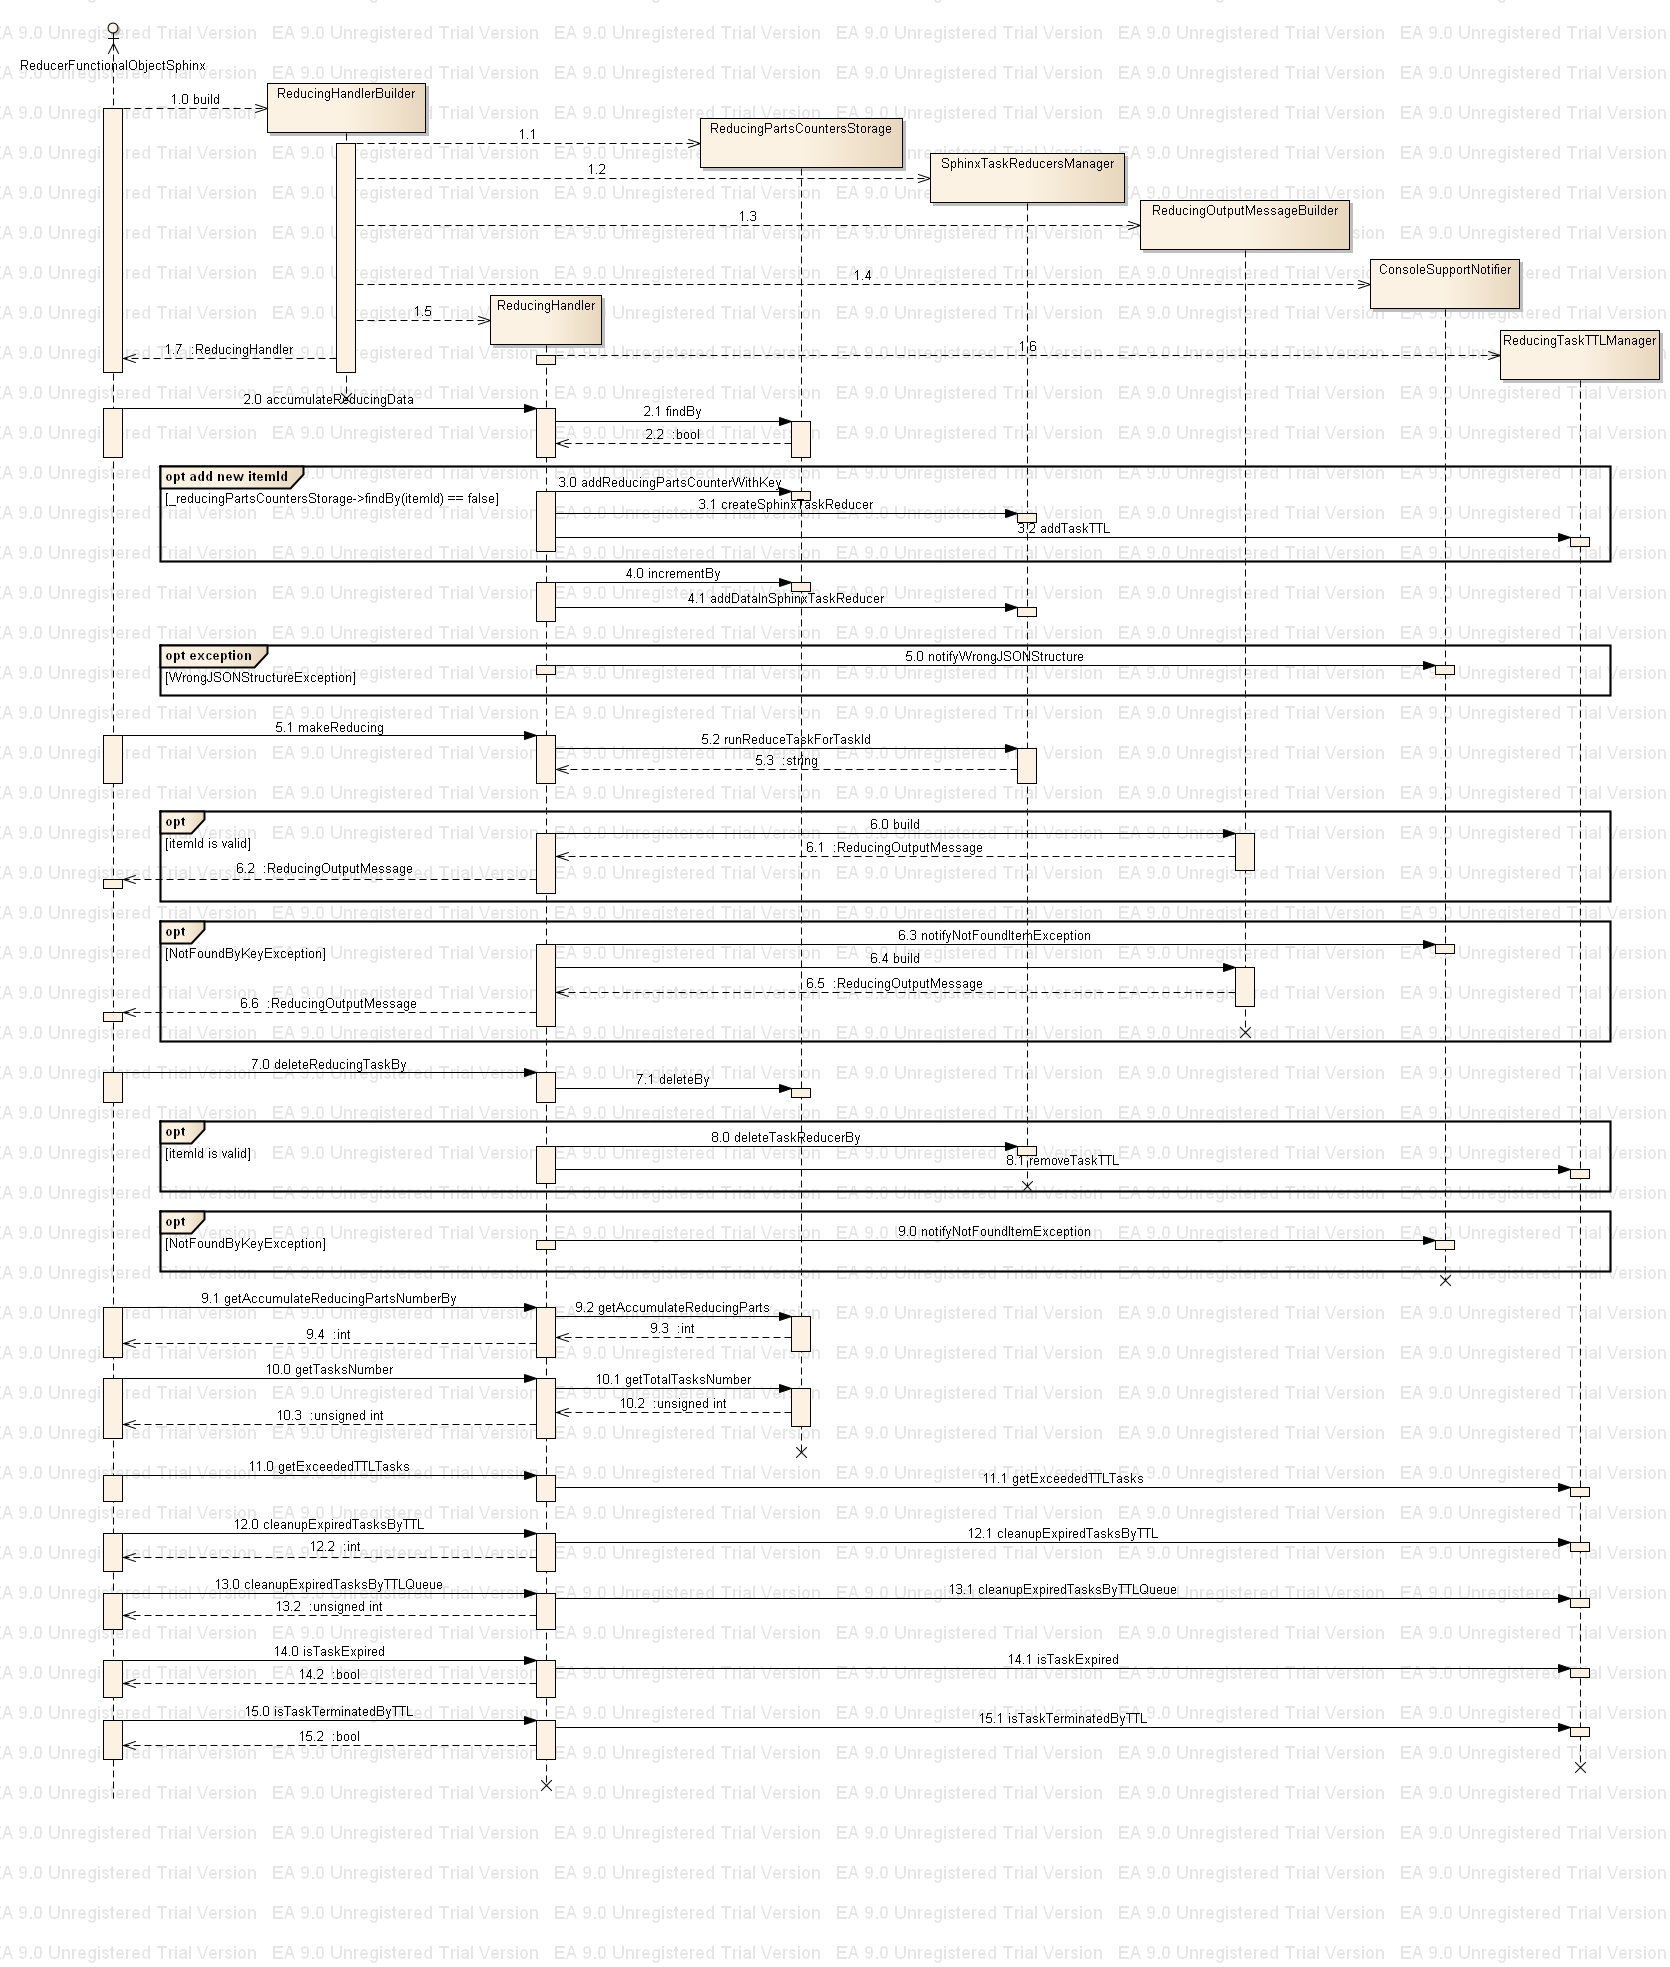 ReducerFunctionalObjectSphinx
1.0 build
ReducingHandlerBuilder
1.1
ReducingPartsCountersStorage
1.2
SphinxTaskReducersManager
1.3
ReducingOutputMessageBuilder
1.4
ConsoleSupportNotifier
1.5
ReducingHandler
1.6
ReducingTaskTTLManager
1.7 :ReducingHandler
2.0 accumulateReducingData
2.1 findBy
2.2 :bool
opt add new itemId
[_reducingPartsCountersStorage->findBy(itemId) == false]
3.0 addReducingPartsCounterWithKey
3.1 createSphinxTaskReducer
3.2 addTaskTTL
4.0 incrementBy
4.1 addDataInSphinxTaskReducer
opt exception
[WrongJSONStructureException]
5.0 notifyWrongJSONStructure
5.1 makeReducing
5.2 runReduceTaskForTaskId
5.3 :string
opt
[itemId is valid]
6.0 build
6.1 :ReducingOutputMessage
6.2 :ReducingOutputMessage
opt
[NotFoundByKeyException]
6.3 notifyNotFoundItemException
6.4 build
6.5 :ReducingOutputMessage
6.6 :ReducingOutputMessage
7.0 deleteReducingTaskBy
7.1 deleteBy
opt
[itemId is valid]
8.0 deleteTaskReducerBy
8.1 removeTaskTTL
opt
[NotFoundByKeyException]
9.0 notifyNotFoundItemException
9.1 getAccumulateReducingPartsNumberBy
9.2 getAccumulateReducingParts
9.3 :int
9.4 :int
10.0 getTasksNumber
10.1 getTotalTasksNumber
10.2 :unsigned int
10.3 :unsigned int
11.0 getExceededTTLTasks
11.1 getExceededTTLTasks
12.0 cleanupExpiredTasksByTTL
12.1 cleanupExpiredTasksByTTL
12.2 :int
13.0 cleanupExpiredTasksByTTLQueue
13.1 cleanupExpiredTasksByTTLQueue
13.2 :unsigned int
14.0 isTaskExpired
14.1 isTaskExpired
14.2 :bool
15.0 isTaskTerminatedByTTL
15.1 isTaskTerminatedByTTL
15.2 :bool
EA 9.0 Unregistered Trial Version